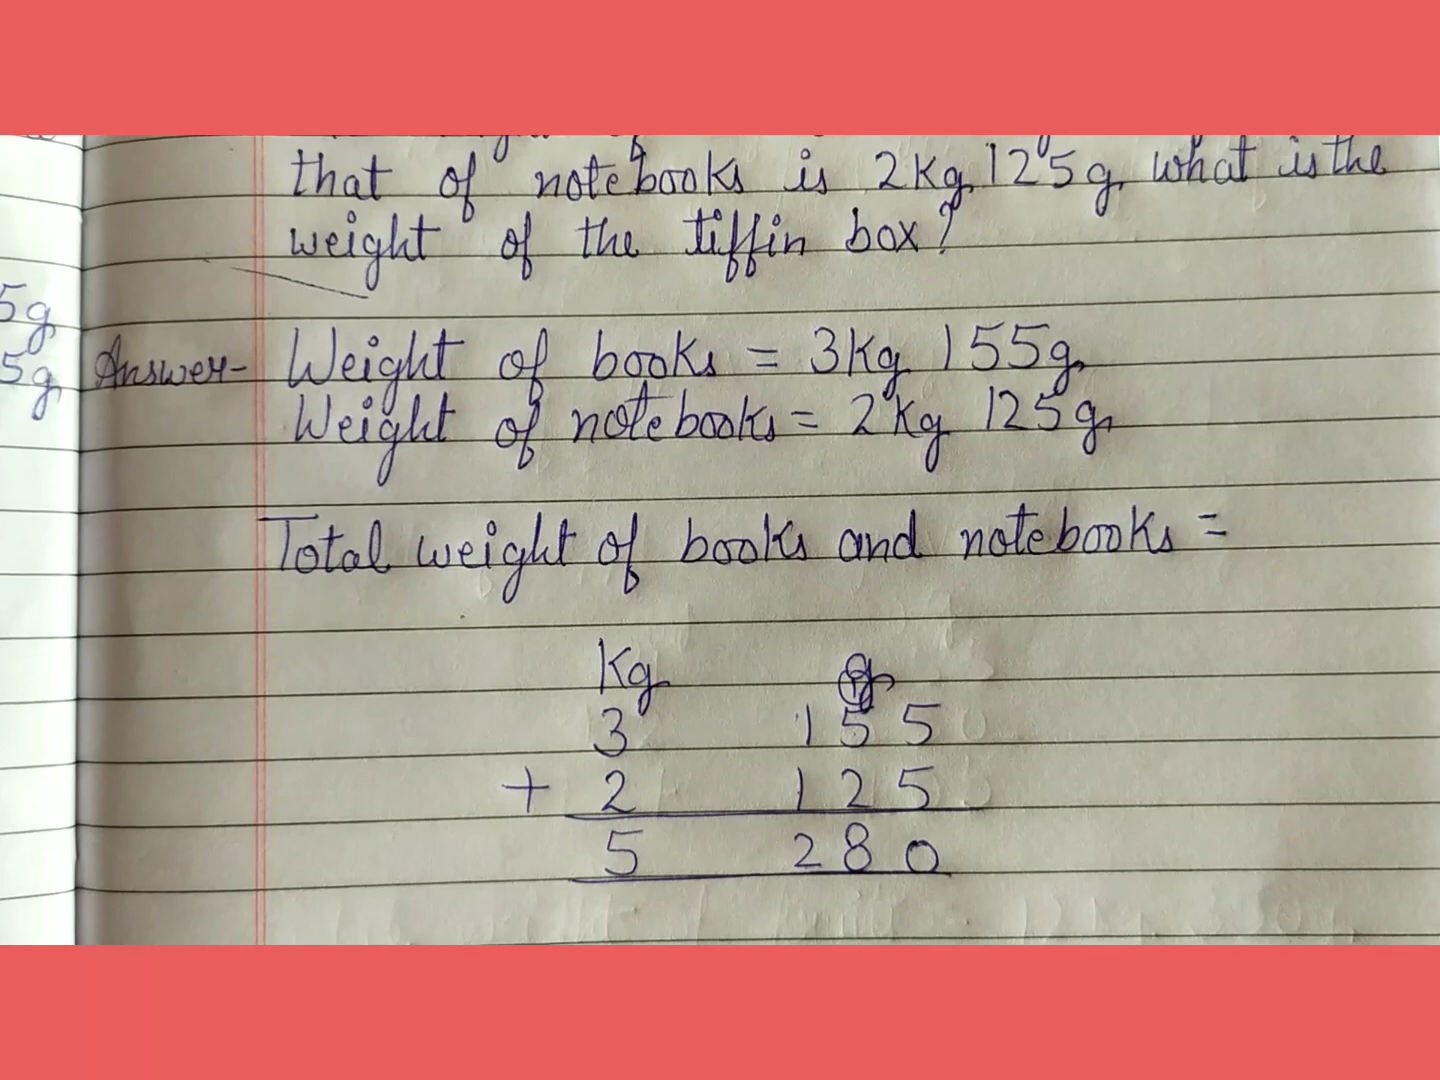 that of notebooks is 2Kg 125g. what is the
weight of the tiffin box?
5g
5g
Answer- Weight of books = 3Kg 155g.
Weight of notebooks = 2Kg 125g.
Total weight of books and notebooks =
Kg g
3 155
+ 2 125
5 280